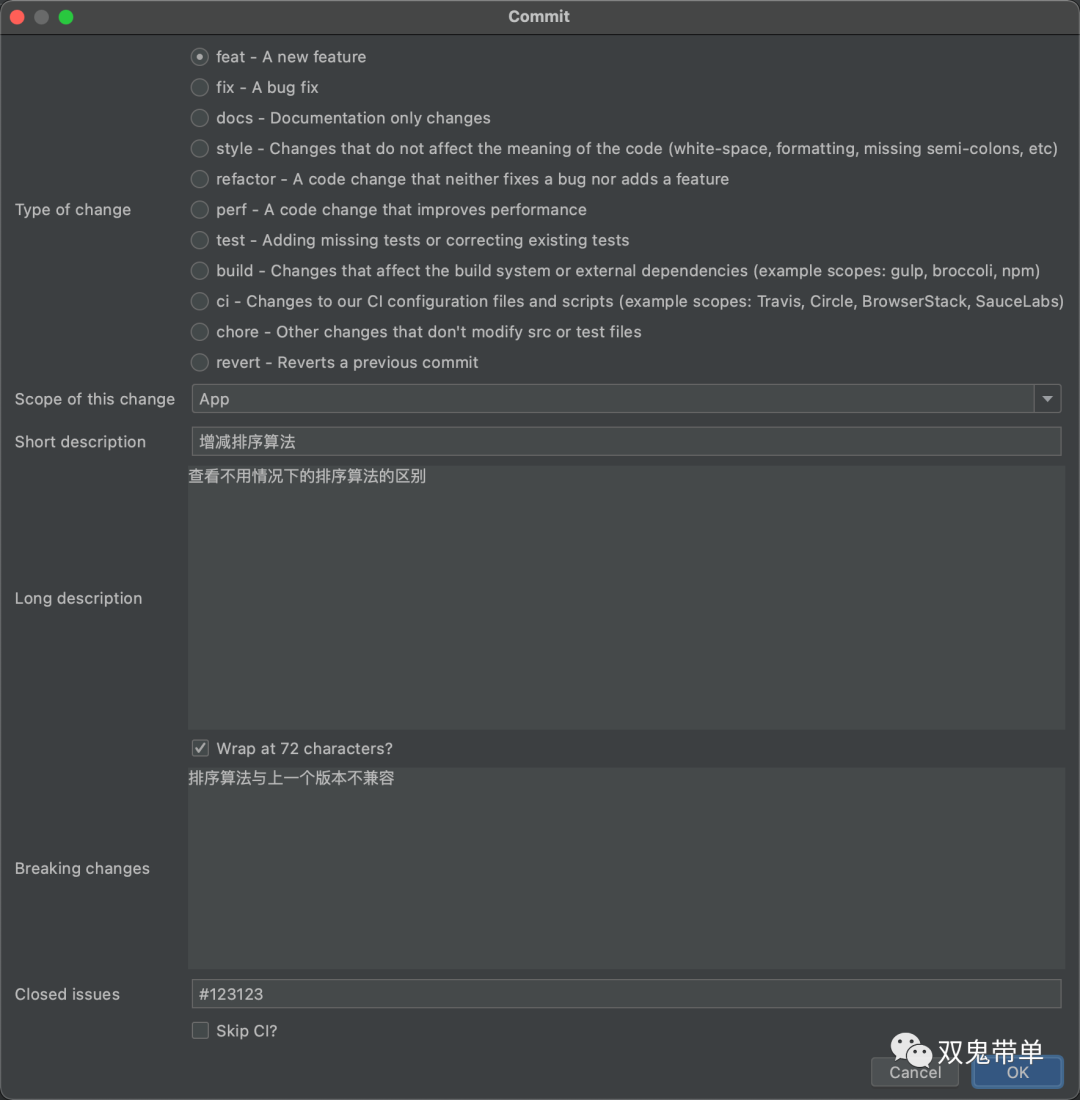 Commit
feat - A new feature
fix - A bug fix
docs - Documentation only changes
style - Changes that do not affect the meaning of the code (white-space, formatting, missing semi-colons, etc)
refactor - A code change that neither fixes a bug nor adds a feature
Type of change
perf - A code change that improves performance
test - Adding missing tests or correcting existing tests
build - Changes that affect the build system or external dependencies (example scopes: gulp, broccoli, npm)
ci - Changes to our CI configuration files and scripts (example scopes: Travis, Circle, BrowserStack, SauceLabs)
chore - Other changes that don't modify src or test files
revert - Reverts a previous commit
Scope of this change
App
Short description
增减排序算法
Long description
查看不用情况下的排序算法的区别
Wrap at 72 characters?
Breaking changes
排序算法与上一个版本不兼容
Closed issues
#123123
Skip CI?
双鬼带单
Cancel
OK